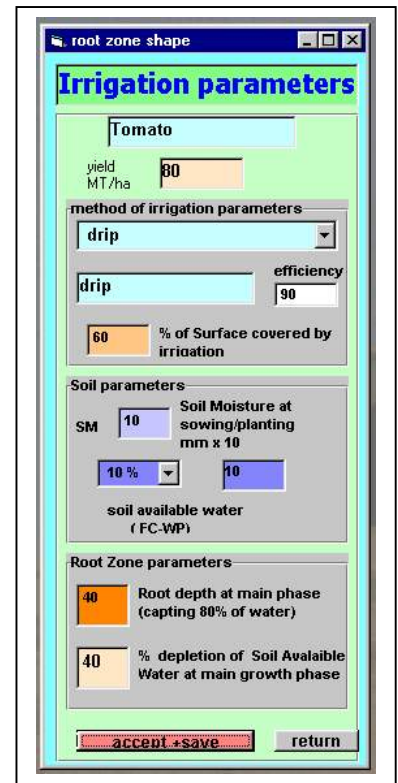 root zone shape
Irrigation parameters
Tomato
yield
MT/ha
80
method of irrigation parameters
drip
efficiency
drip
90
60
% of Surface covered by
irrigation
Soil parameters
SM
10
Soil Moisture at
sowing/planting
mm x 10
10 %
10
soil available water
( FC-WP)
Root Zone parameters
40
Root depth at main phase
(capting 80% of water)
40
% depletion of Soil Avalaible
Water at main growth phase
accept +save
return